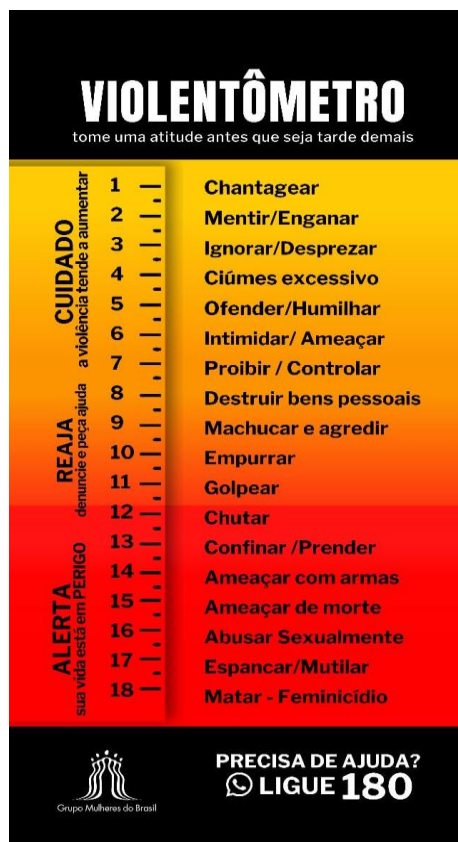 VIOLENTÔMETRO
tome uma atitude antes que seja tarde demais
CUIDADO
a violência tende a aumentar
REAJA
denuncie e peça ajuda
ALERTA
sua vida está em PERIGO
1 Chantagear
2 Mentir/Enganar
3 Ignorar/Desprezar
4 Ciúmes excessivo
5 Ofender/Humilhar
6 Intimidar/ Ameaçar
7 Proibir / Controlar
8 Destruir bens pessoais
9 Machucar e agredir
10 Empurrar
11 Golpear
12 Chutar
13 Confinar /Prender
14 Ameaçar com armas
15 Ameaçar de morte
16 Abusar Sexualmente
17 Espancar/Mutilar
18 Matar - Feminicídio
Grupo Mulheres do Brasil
PRECISA DE AJUDA?
LIGUE 180